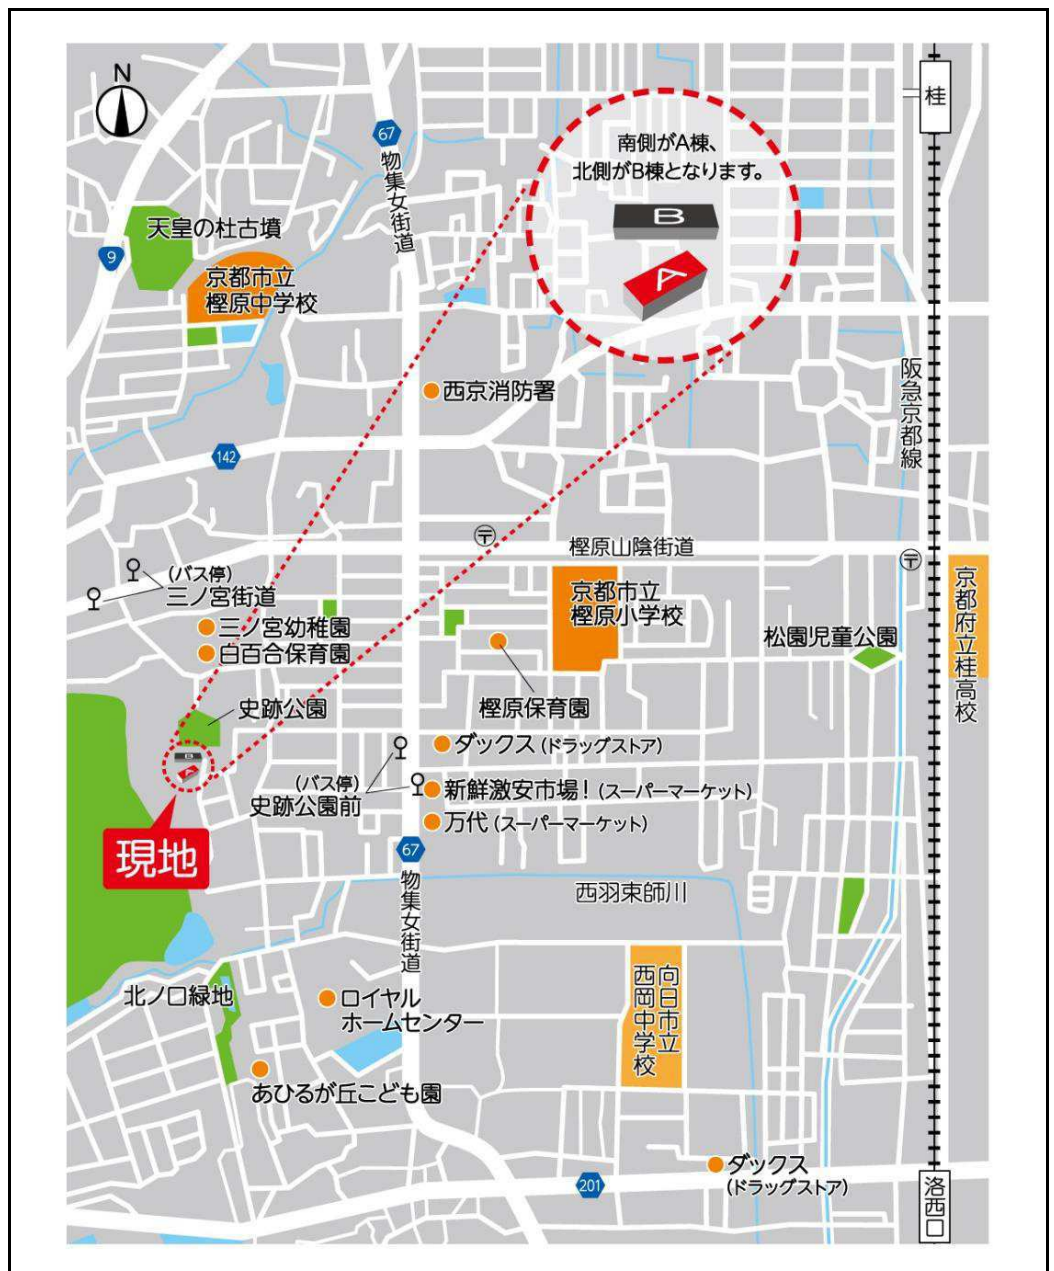 N
桂
67
物集女街道
南側がA棟、
北側がB棟となります。
B
A
天皇の杜古墳
9
京都市立
樫原中学校
阪急京都線
西京消防署
142
〒
樫原山陰街道
〒
(バス停)
三ノ宮街道
京都市立
樫原小学校
京都府立桂高校
三ノ宮幼稚園
白百合保育園
松園児童公園
史跡公園
樫原保育園
B
A
ダックス(ドラッグストア)
(バス停)
史跡公園前
新鮮激安市場!(スーパーマーケット)
万代(スーパーマーケット)
現地
67
物集女街道
西羽束師川
北ノ口緑地
ロイヤル
ホームセンター
向日市立
西岡中学校
あひるが丘こども園
ダックス
(ドラッグストア)
201
洛西口